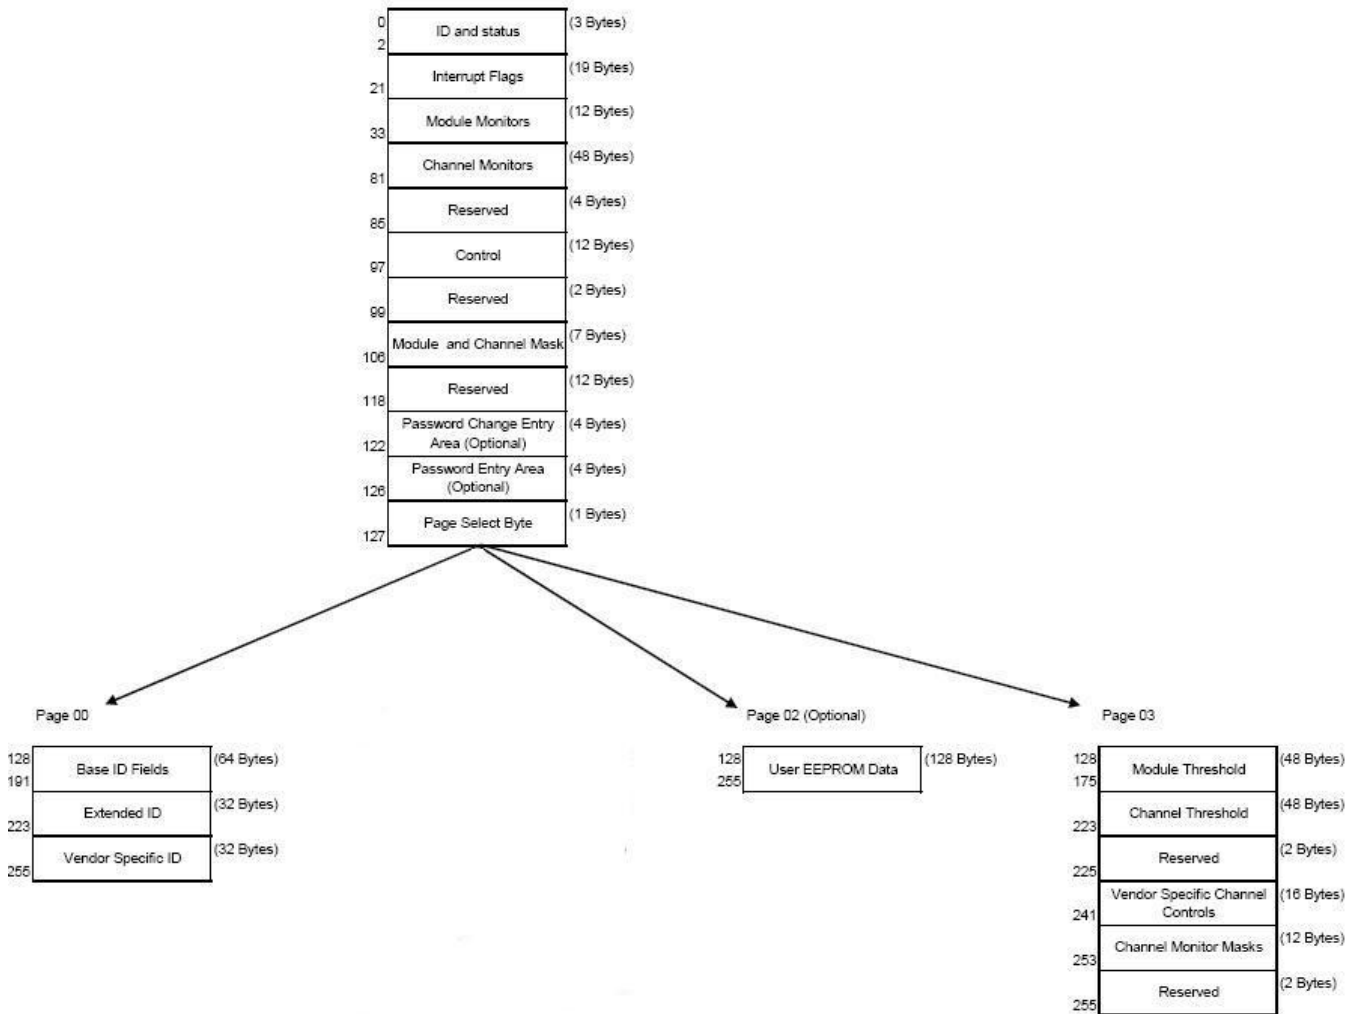 0
ID and status
(3 Bytes)
2
Interrupt Flags
(19 Bytes)
21
Module Monitors
(12 Bytes)
33
Channel Monitors
(48 Bytes)
81
Reserved
(4 Bytes)
85
Control
(12 Bytes)
97
Reserved
(2 Bytes)
99
Module and Channel Mask
(7 Bytes)
106
Reserved
(12 Bytes)
118
Password Change Entry
Area (Optional)
(4 Bytes)
122
Password Entry Area
(Optional)
(4 Bytes)
126
Page Select Byte
(1 Bytes)
127
Page 00
128
Base ID Fields
(64 Bytes)
191
Extended ID
(32 Bytes)
223
Vendor Specific ID
(32 Bytes)
255
Page 02 (Optional)
128
User EEPROM Data
(128 Bytes)
255
Page 03
128
Module Threshold
(48 Bytes)
175
Channel Threshold
(48 Bytes)
223
Reserved
(2 Bytes)
225
Vendor Specific Channel
Controls
(16 Bytes)
241
Channel Monitor Masks
(12 Bytes)
253
Reserved
(2 Bytes)
255